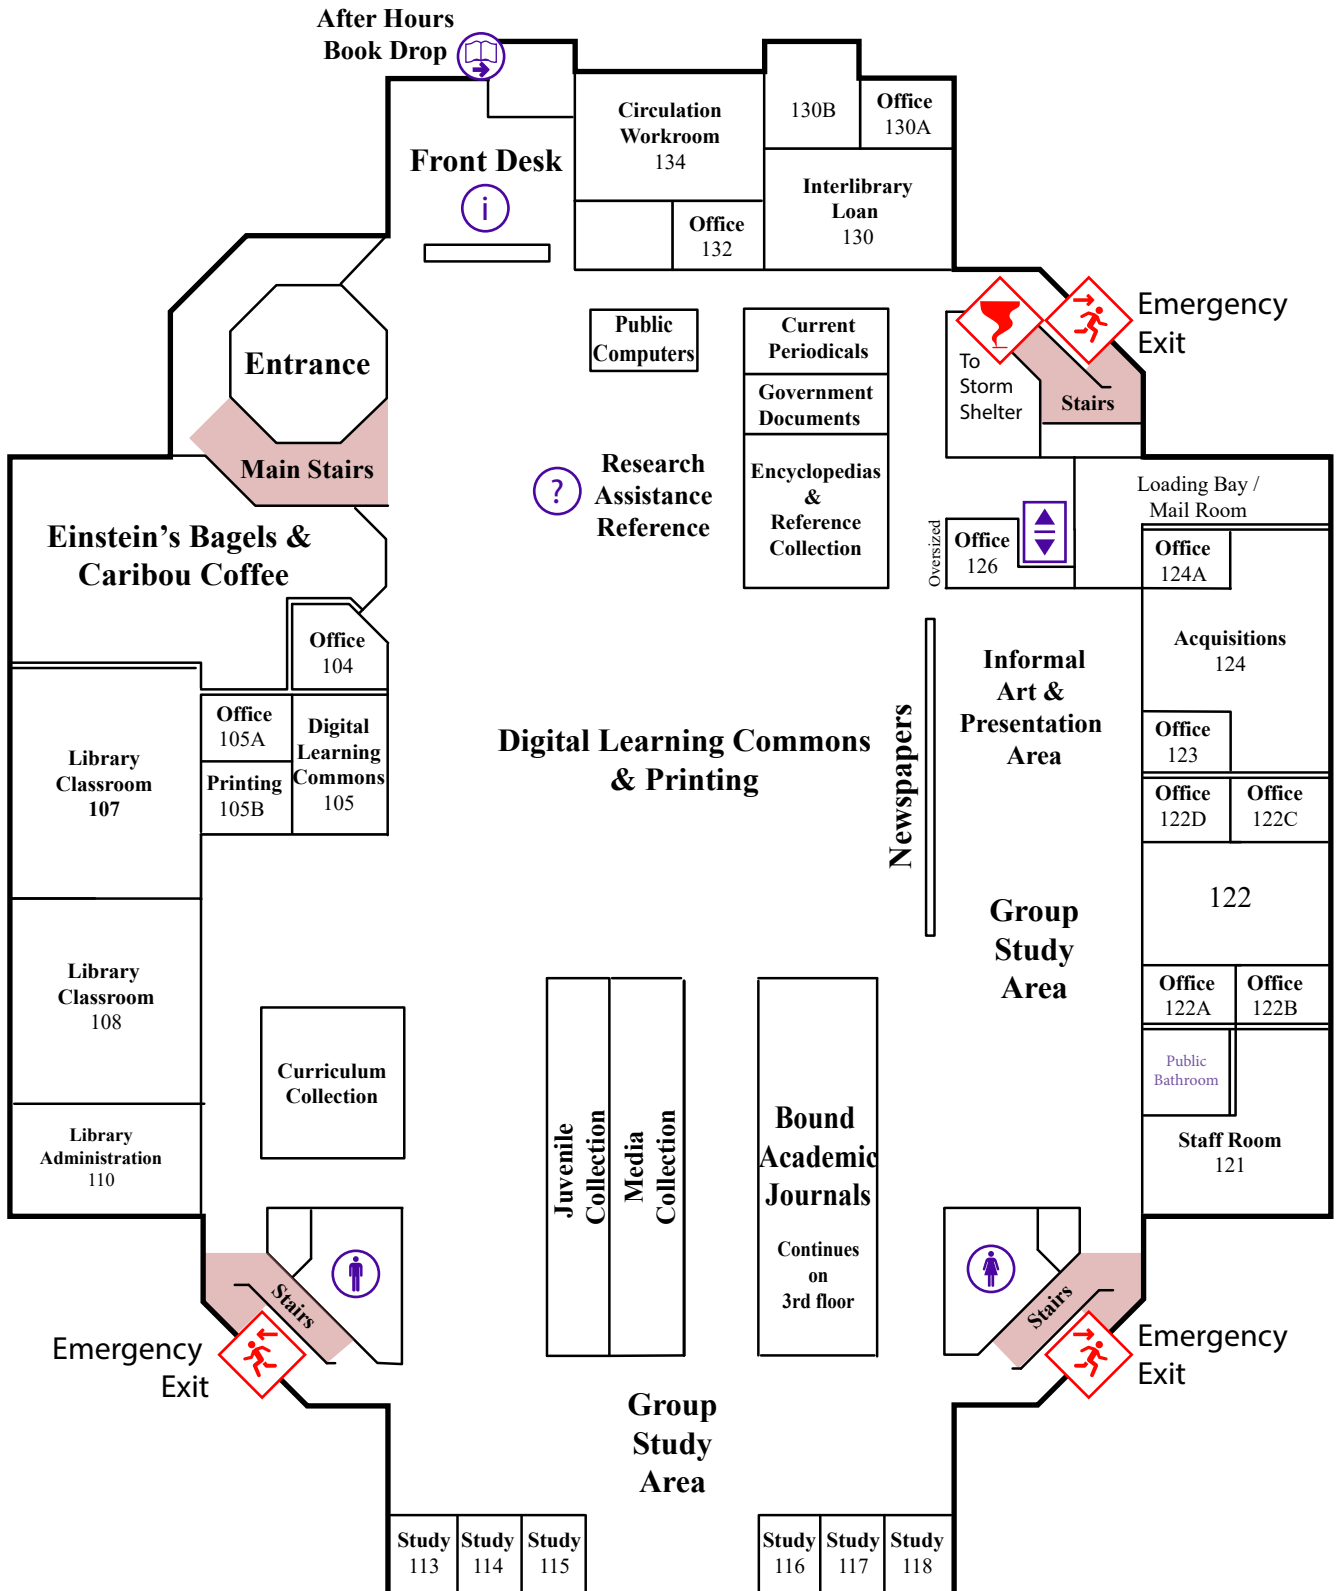 After Hours
Book Drop
Front Desk
i
Circulation
Workroom
134
130B
Office
130A
Interlibrary
Loan
130
Office
132
Entrance
Main Stairs
Public
Computers
Current
Periodicals
Government
Documents
Encyclopedias
&
Reference
Collection
?
Research
Assistance
Reference
To
Storm
Shelter
Stairs
Emergency
Exit
Loading Bay /
Mail Room
Oversized
Office
126
Office
124A
Acquisitions
124
Office
123
Einstein’s Bagels &
Caribou Coffee
Office
104
Office
105A
Printing
105B
Digital
Learning
Commons
105
Library
Classroom
107
Digital Learning Commons
& Printing
Newspapers
Informal
Art &
Presentation
Area
Office
122D
Office
122C
122
Group
Study
Area
Office
122A
Office
122B
Public
Bathroom
Staff Room
121
Library
Classroom
108
Library
Administration
110
Curriculum
Collection
Juvenile
Collection
Media
Collection
Bound
Academic
Journals
Continues
on
3rd floor
Stairs
Emergency
Exit
Stairs
Emergency
Exit
Group
Study
Area
Study
113
Study
114
Study
115
Study
116
Study
117
Study
118